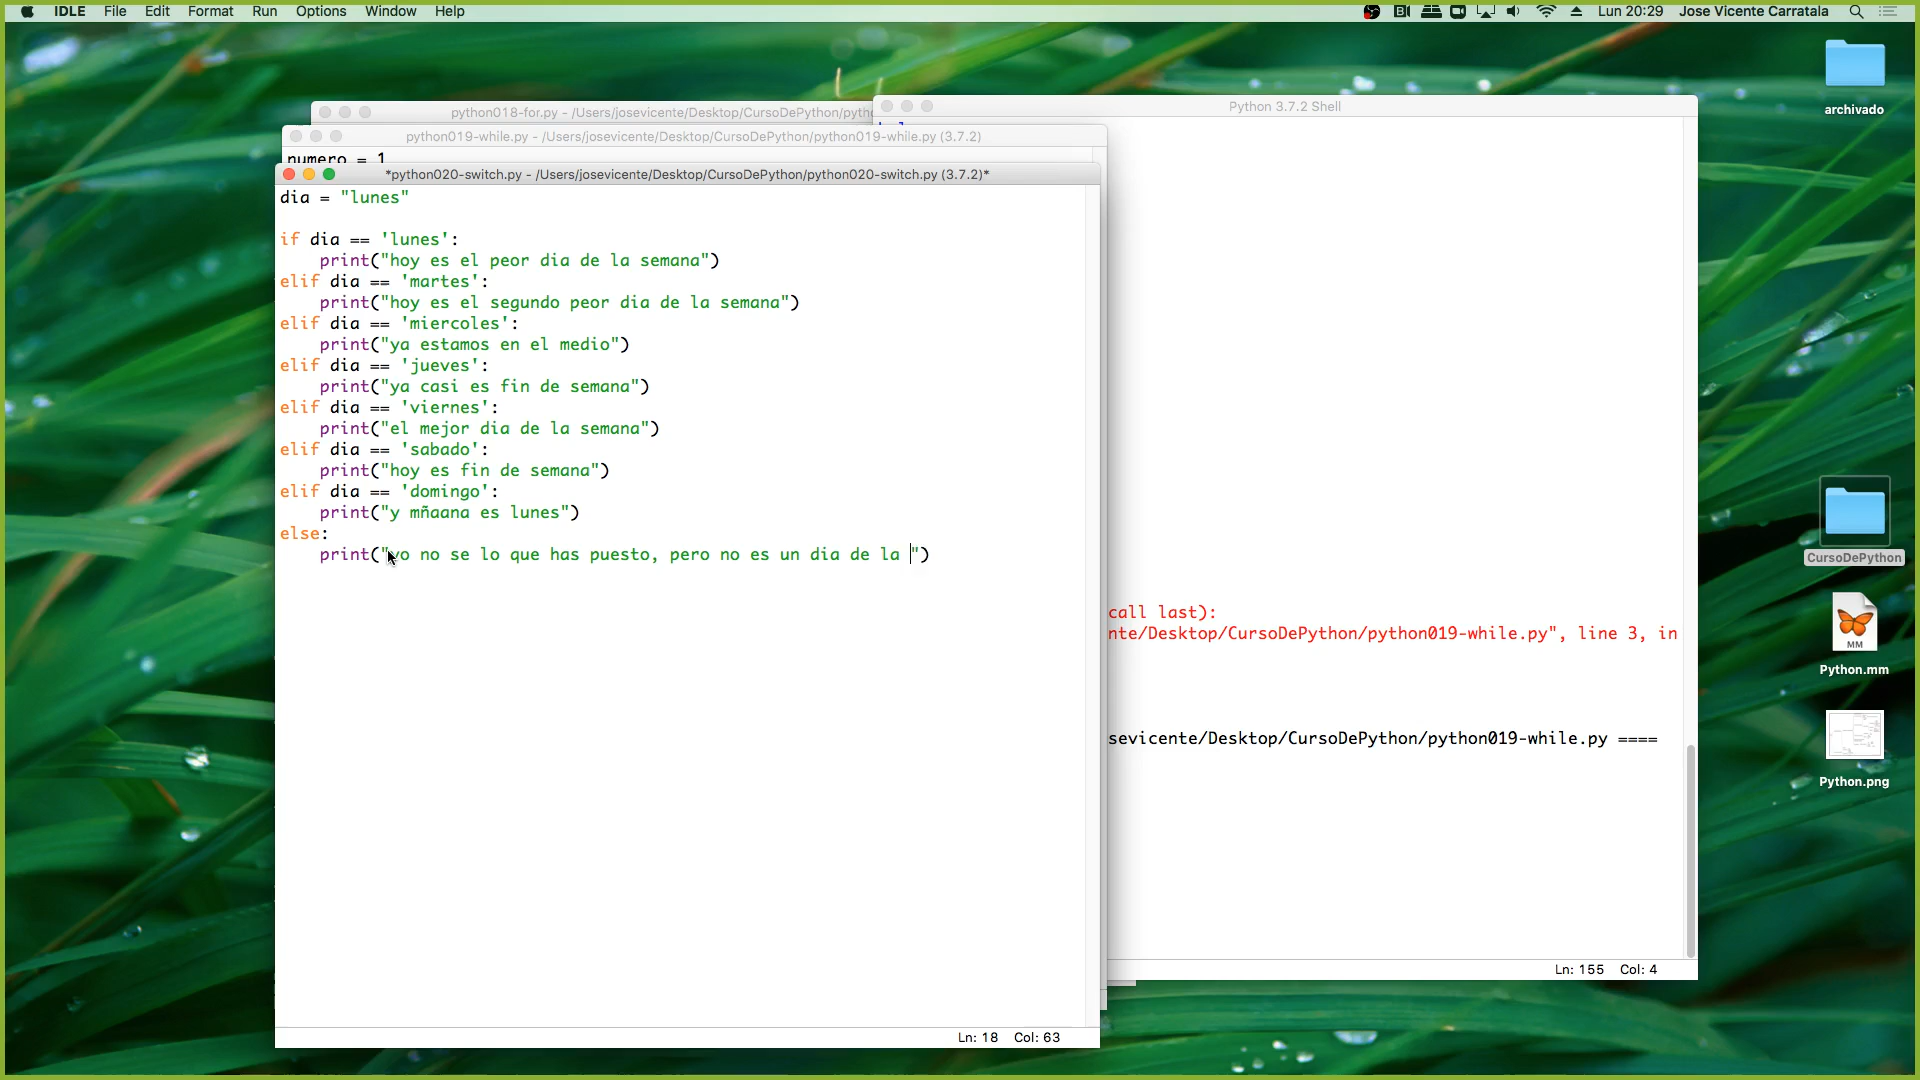 IDLE File Edit Format Run Options Window Help
Lun 20:29 Jose Vicente Carratala
archivado
python018-for.py - /Users/josevicente/Desktop/CursoDePython/pyth
Python 3.7.2 Shell
python019-while.py - /Users/josevicente/Desktop/CursoDePython/python019-while.py (3.7.2)
numero = 1
*python020-switch.py - /Users/josevicente/Desktop/CursoDePython/python020-switch.py (3.7.2)*
dia = "lunes"
if dia == 'lunes':
print("hoy es el peor dia de la semana")
elif dia == 'martes':
print("hoy es el segundo peor dia de la semana")
elif dia == 'miercoles':
print("ya estamos en el medio")
elif dia == 'jueves':
print("ya casi es fin de semana")
elif dia == 'viernes':
print("el mejor dia de la semana")
elif dia == 'sabado':
print("hoy es fin de semana")
elif dia == 'domingo':
print("y mñaana es lunes")
else:
print("yo no se lo que has puesto, pero no es un dia de la ")
Ln: 18 Col: 63
call last):
nte/Desktop/CursoDePython/python019-while.py", line 3, in
sevicente/Desktop/CursoDePython/python019-while.py ====
Ln: 155 Col: 4
CursoDePython
MM
Python.mm
Python.png